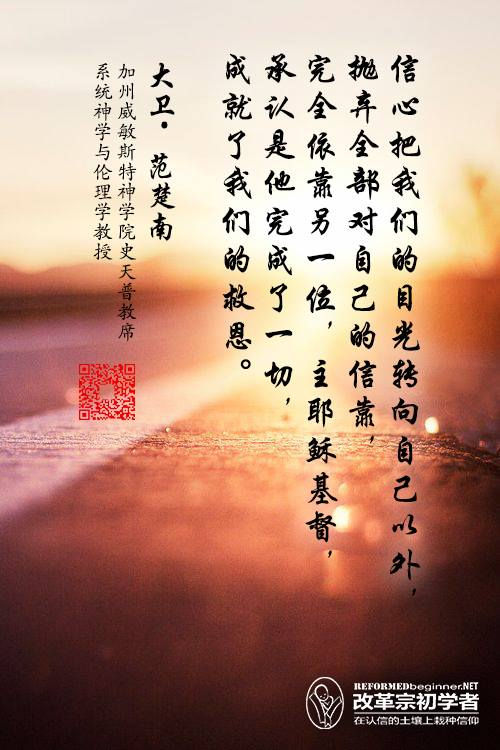 信心把我们的目光转向自己以外，
抛弃全部对自己的信靠，
完全依靠另一位，主耶稣基督，
承认是他完成了一切，
成就了我们的救恩。
大卫·范楚南
加州威敏斯特神学院史天普教席
系统神学与伦理学教授
REFORMEDbeginner.NET
改革宗初学者
在认信的土壤上栽种信仰